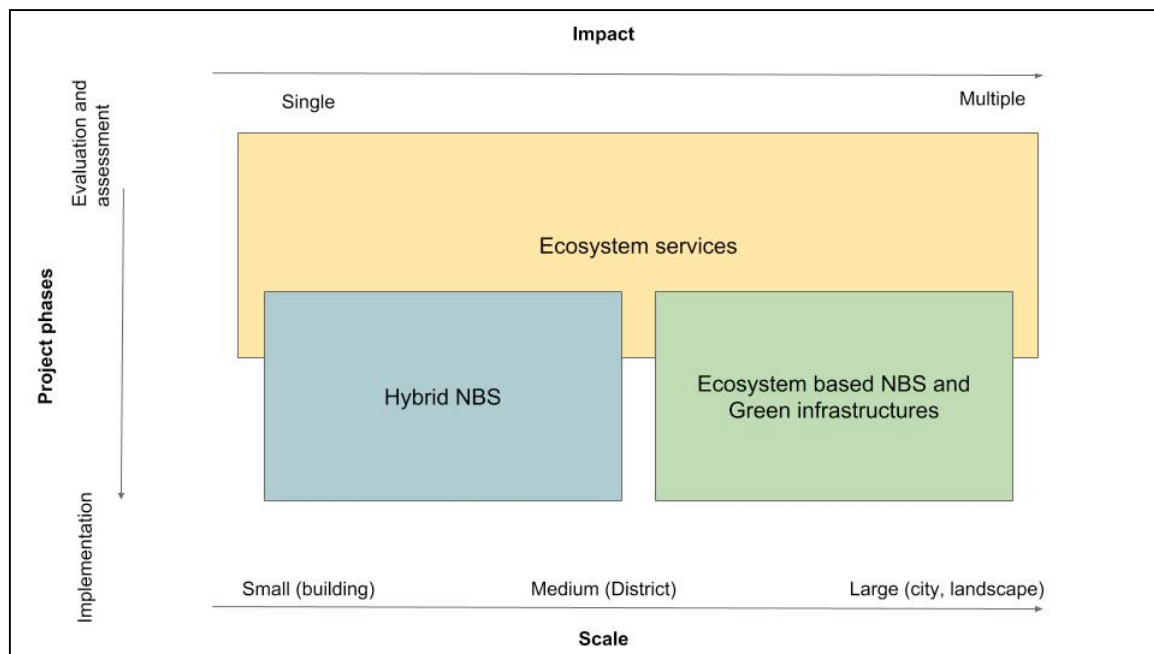 Impact
Single
Multiple
Evaluation and
assessment
Ecosystem services
Project phases
Hybrid NBS
Ecosystem based NBS and
Green infrastructures
Implementation
Small (building)
Medium (District)
Large (city, landscape)
Scale